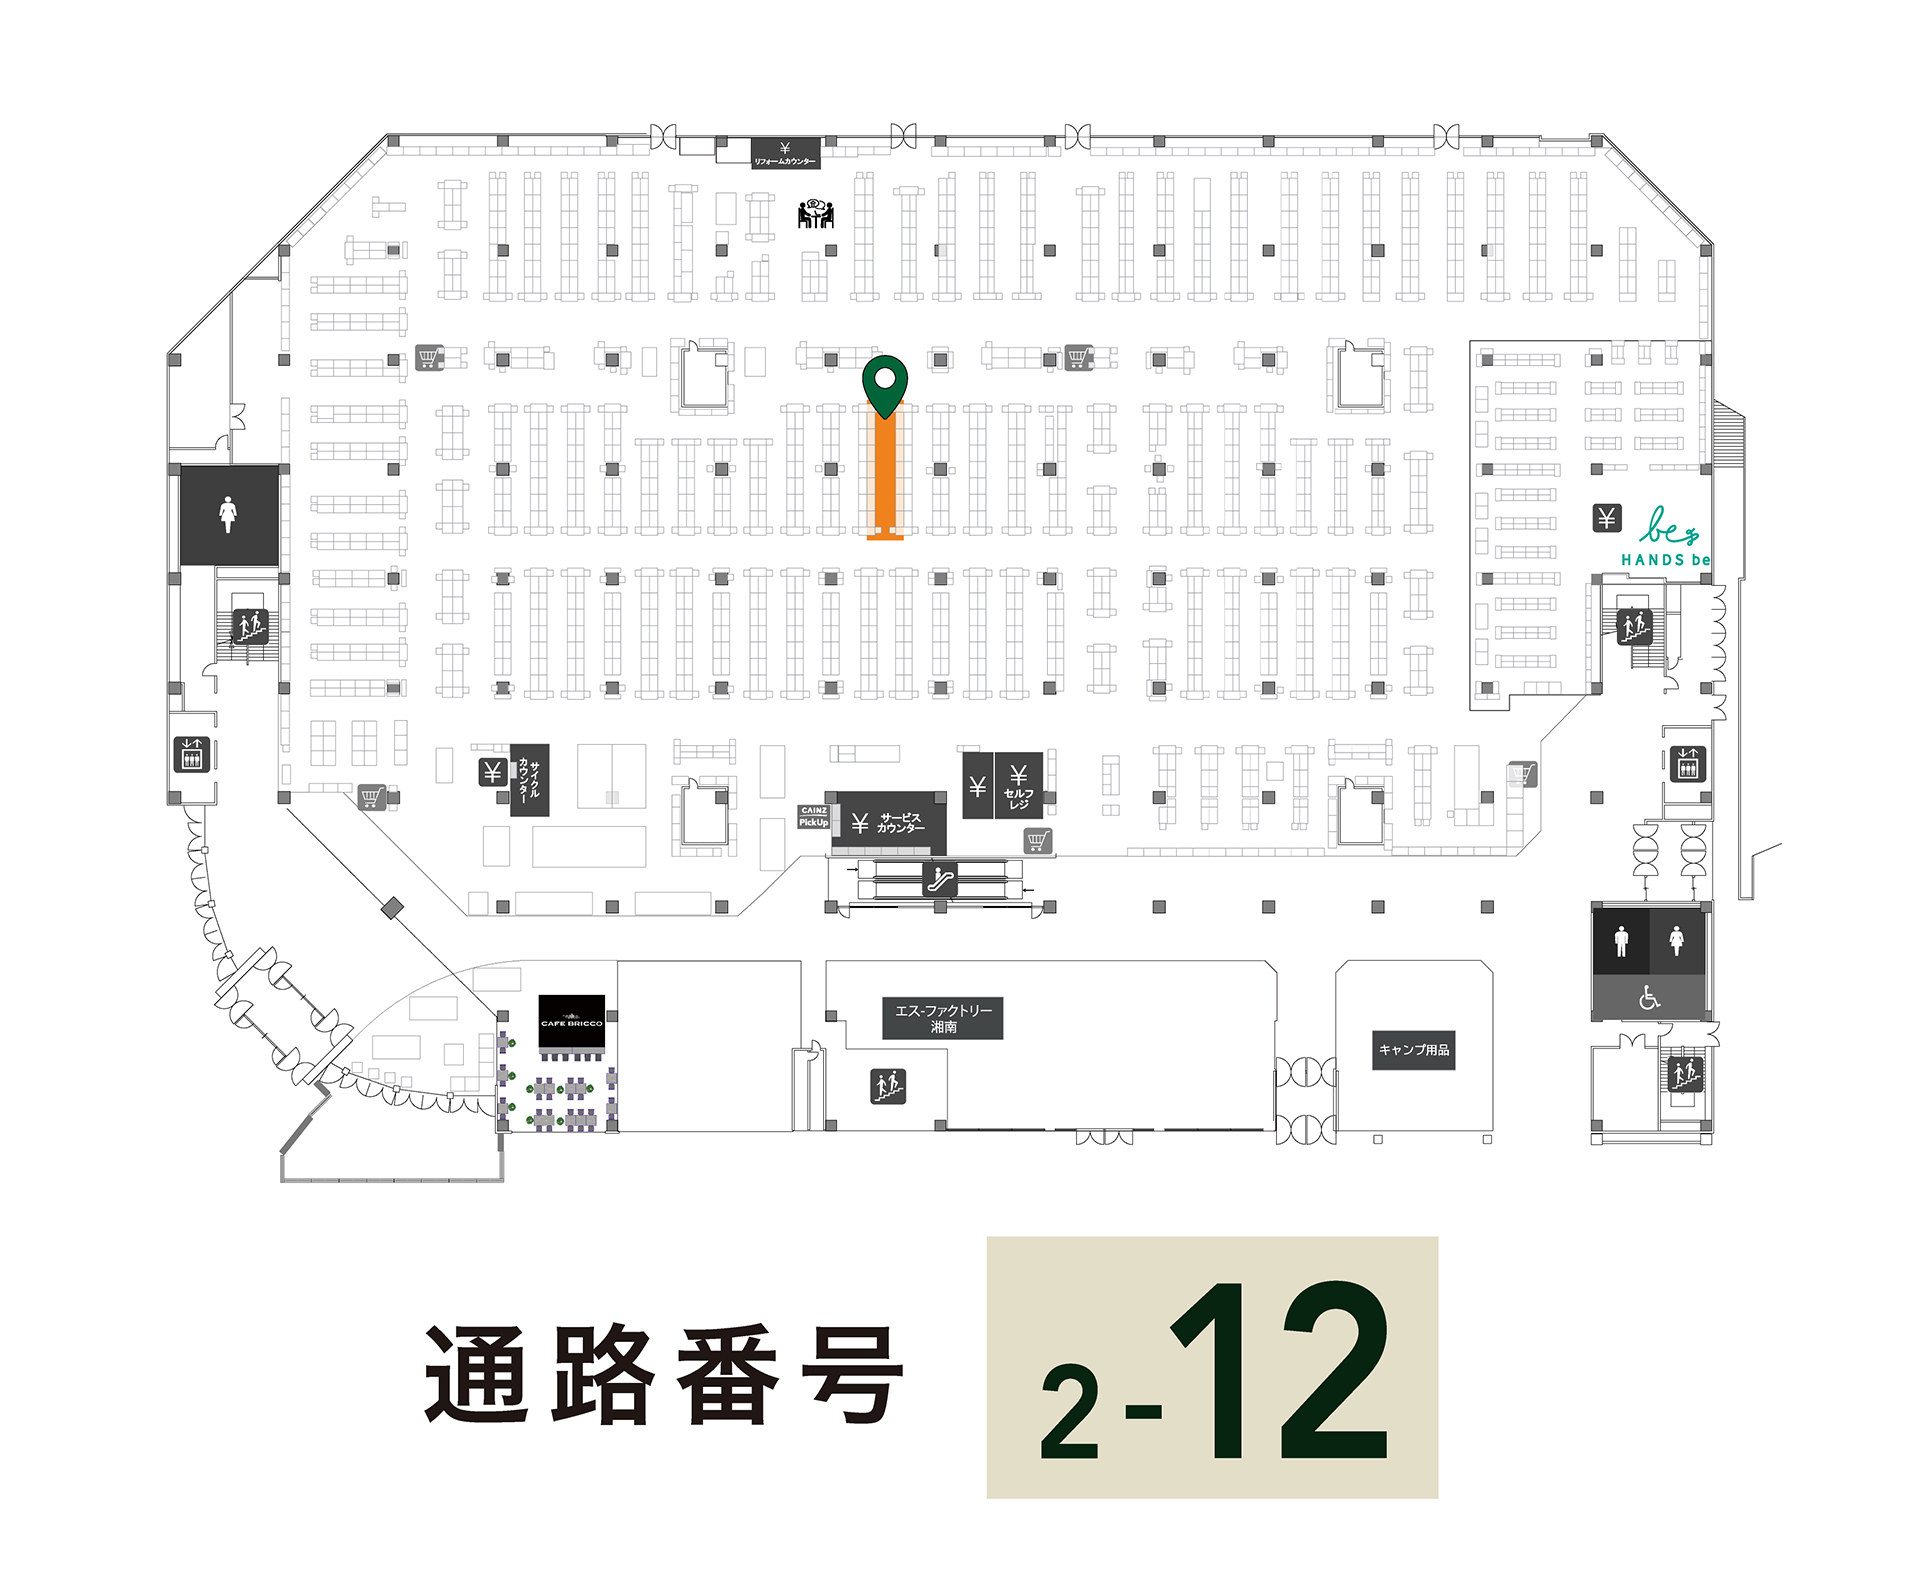 ¥
リフォームカウンター
¥
be
HANDS be
¥
サイクル
カウンター
¥
¥
セルフ
レジ
CAINZ
PickUp
¥
サービス
カウンター
CAFE BRICCO
エス-ファクトリー
湘南
キャンプ用品
通路番号
2-12